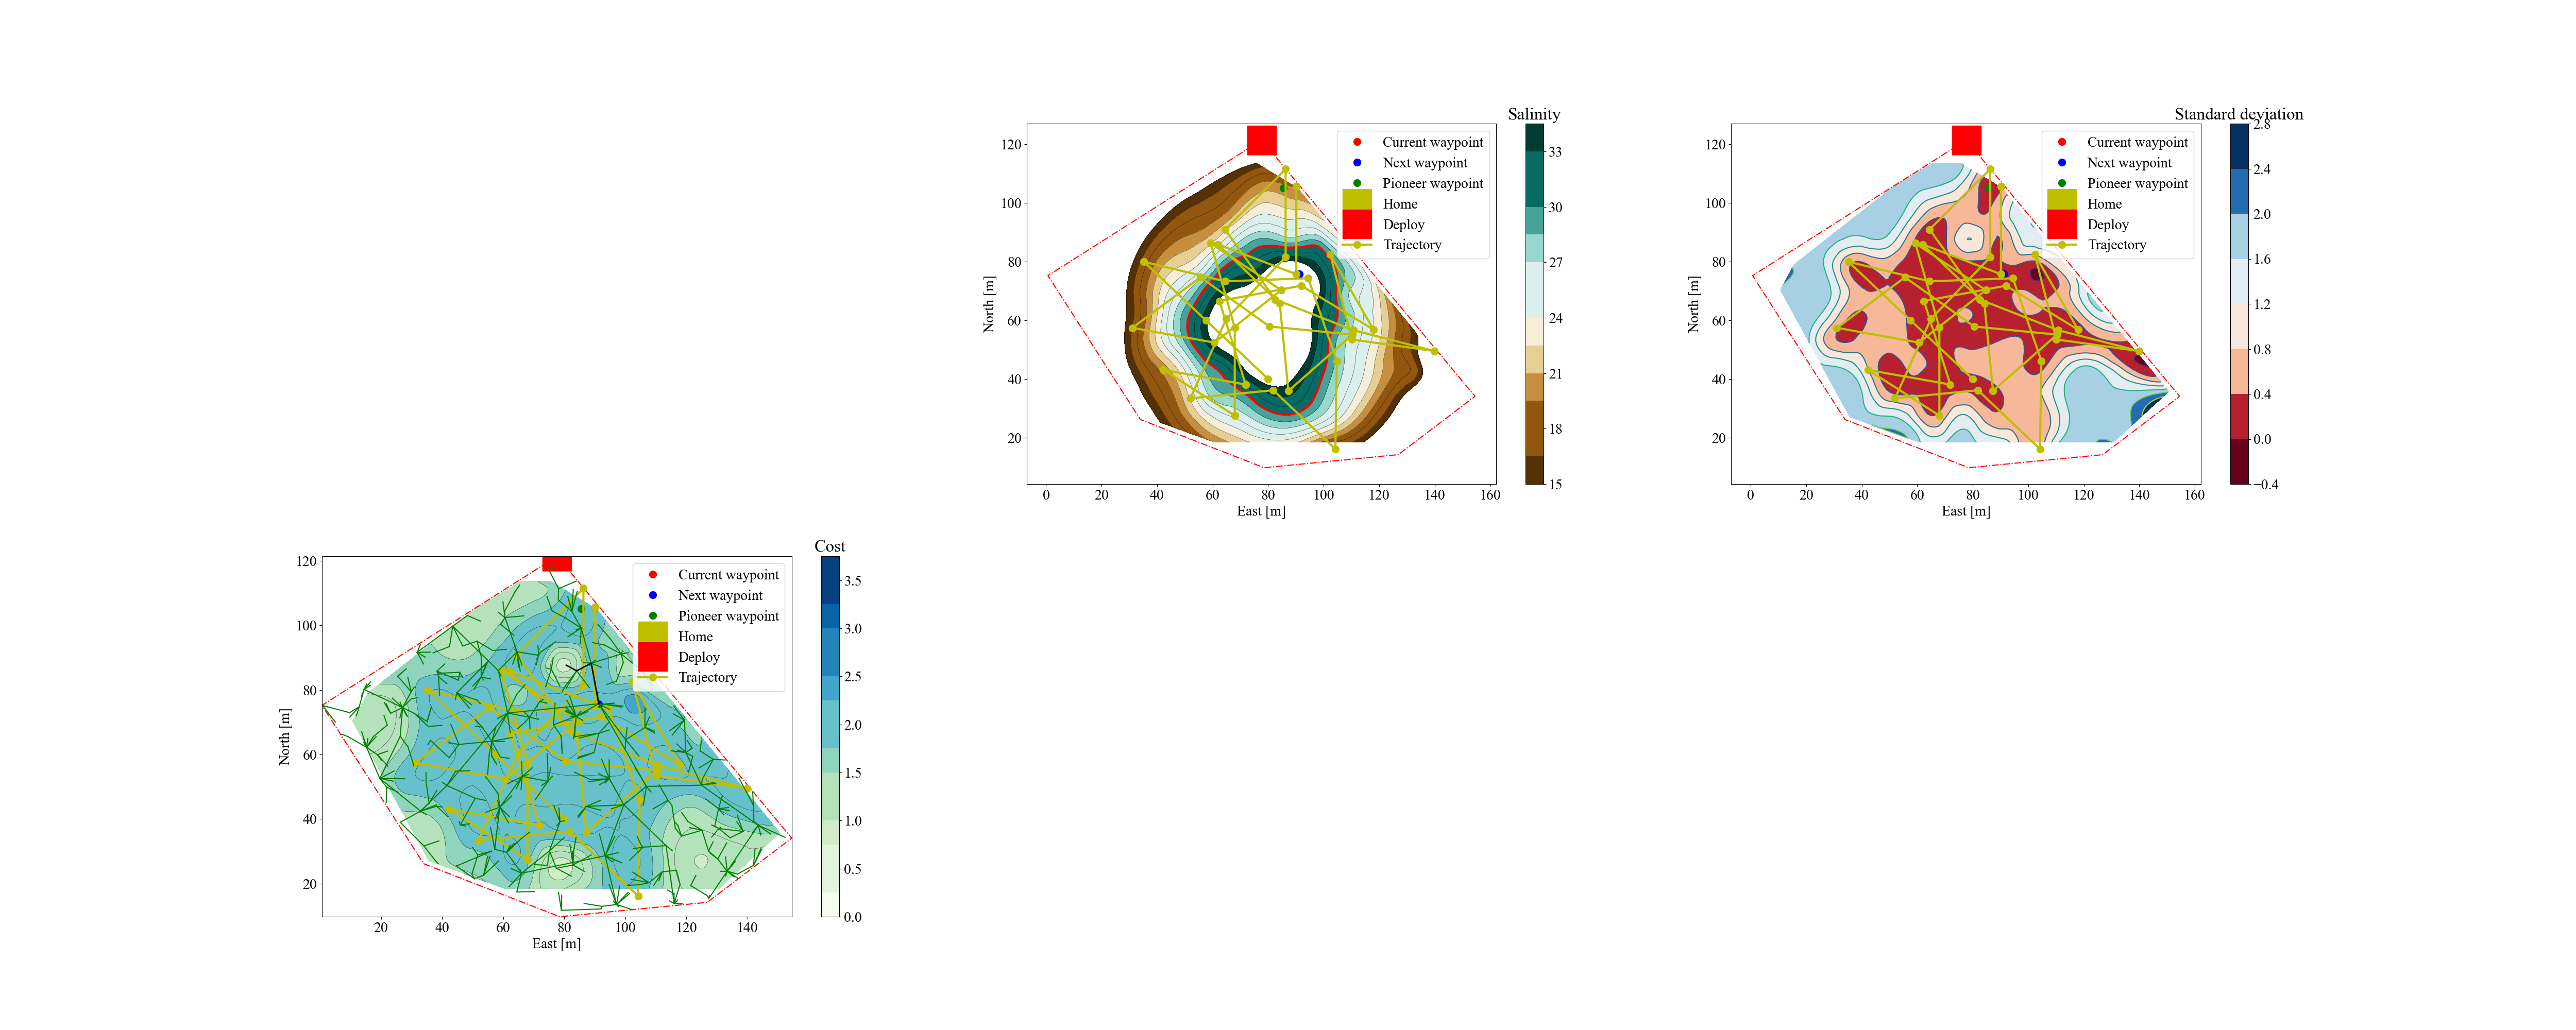 Salinity
120
100
80
60
40
20
North [m]
0 20 40 60 80 100 120 140 160
East [m]
Current waypoint
Next waypoint
Pioneer waypoint
Home
Deploy
Trajectory
33
30
27
24
21
18
15
Standard deviation
120
100
80
60
40
20
North [m]
0 20 40 60 80 100 120 140 160
East [m]
Current waypoint
Next waypoint
Pioneer waypoint
Home
Deploy
Trajectory
2.8
2.4
2.0
1.6
1.2
0.8
0.4
0.0
−0.4
Cost
120
100
80
60
40
20
North [m]
20 40 60 80 100 120 140
East [m]
Current waypoint
Next waypoint
Pioneer waypoint
Home
Deploy
Trajectory
3.5
3.0
2.5
2.0
1.5
1.0
0.5
0.0